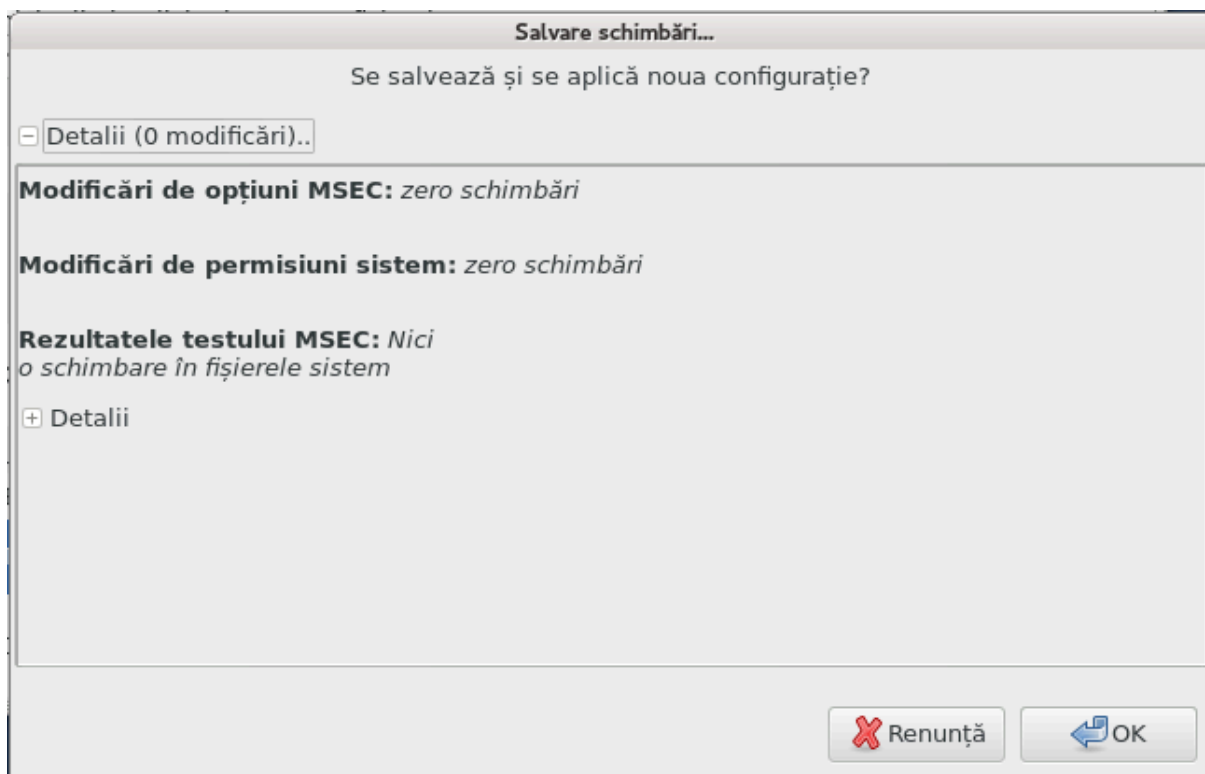 Salvare schimbări...
Se salvează și se aplică noua configurație?
Detalii (0 modificări)..
Modificări de opțiuni MSEC: zero schimbări
Modificări de permisiuni sistem: zero schimbări
Rezultatele testului MSEC: Nici
o schimbare în fișierele sistem
Detalii
Renunță
OK